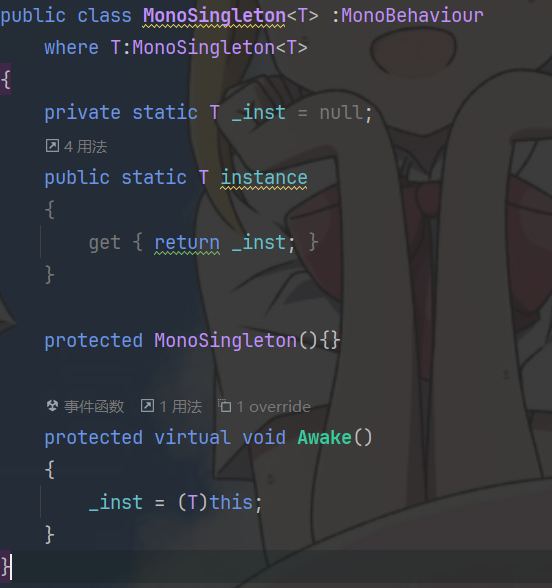 public class MonoSingleton<T> :MonoBehaviour
where T:MonoSingleton<T>
{
private static T _inst = null;
4 用法
public static T instance
{
get { return _inst; }
}
protected MonoSingleton(){}
事件函数 1 用法 1 override
protected virtual void Awake()
{
_inst = (T)this;
}
}